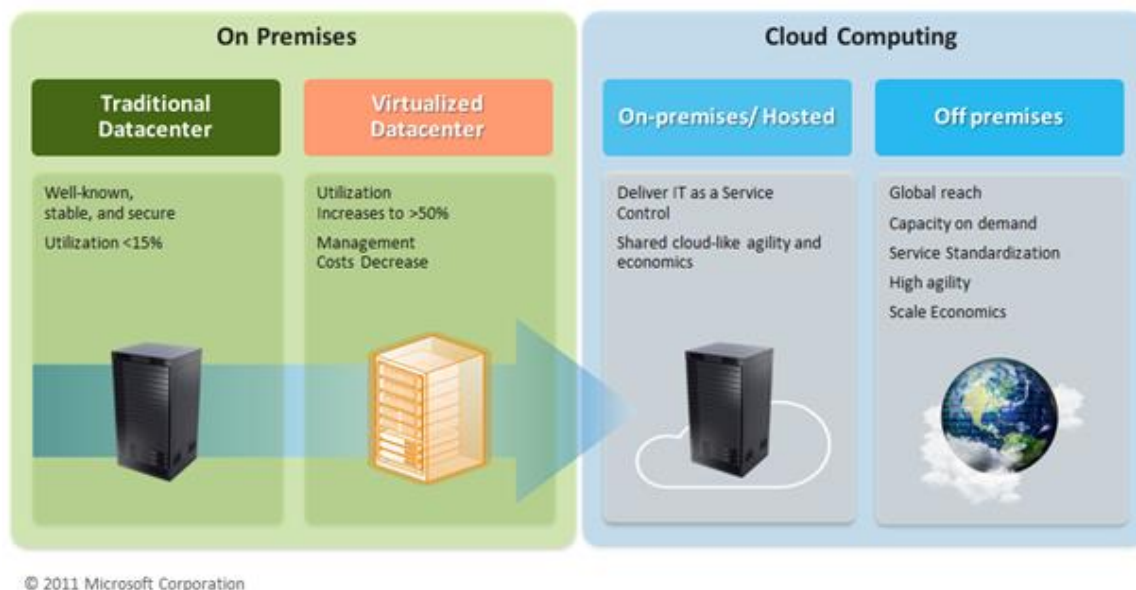 On Premises
Traditional
Datacenter
Well-known,
stable, and secure
Utilization <15%
Virtualized
Datacenter
Utilization
Increases to >50%
Management
Costs Decrease
Cloud Computing
On-premises/ Hosted
Deliver IT as a Service
Control
Shared cloud-like agility and
economics
Off premises
Global reach
Capacity on demand
Service Standardization
High agility
Scale Economics
© 2011 Microsoft Corporation